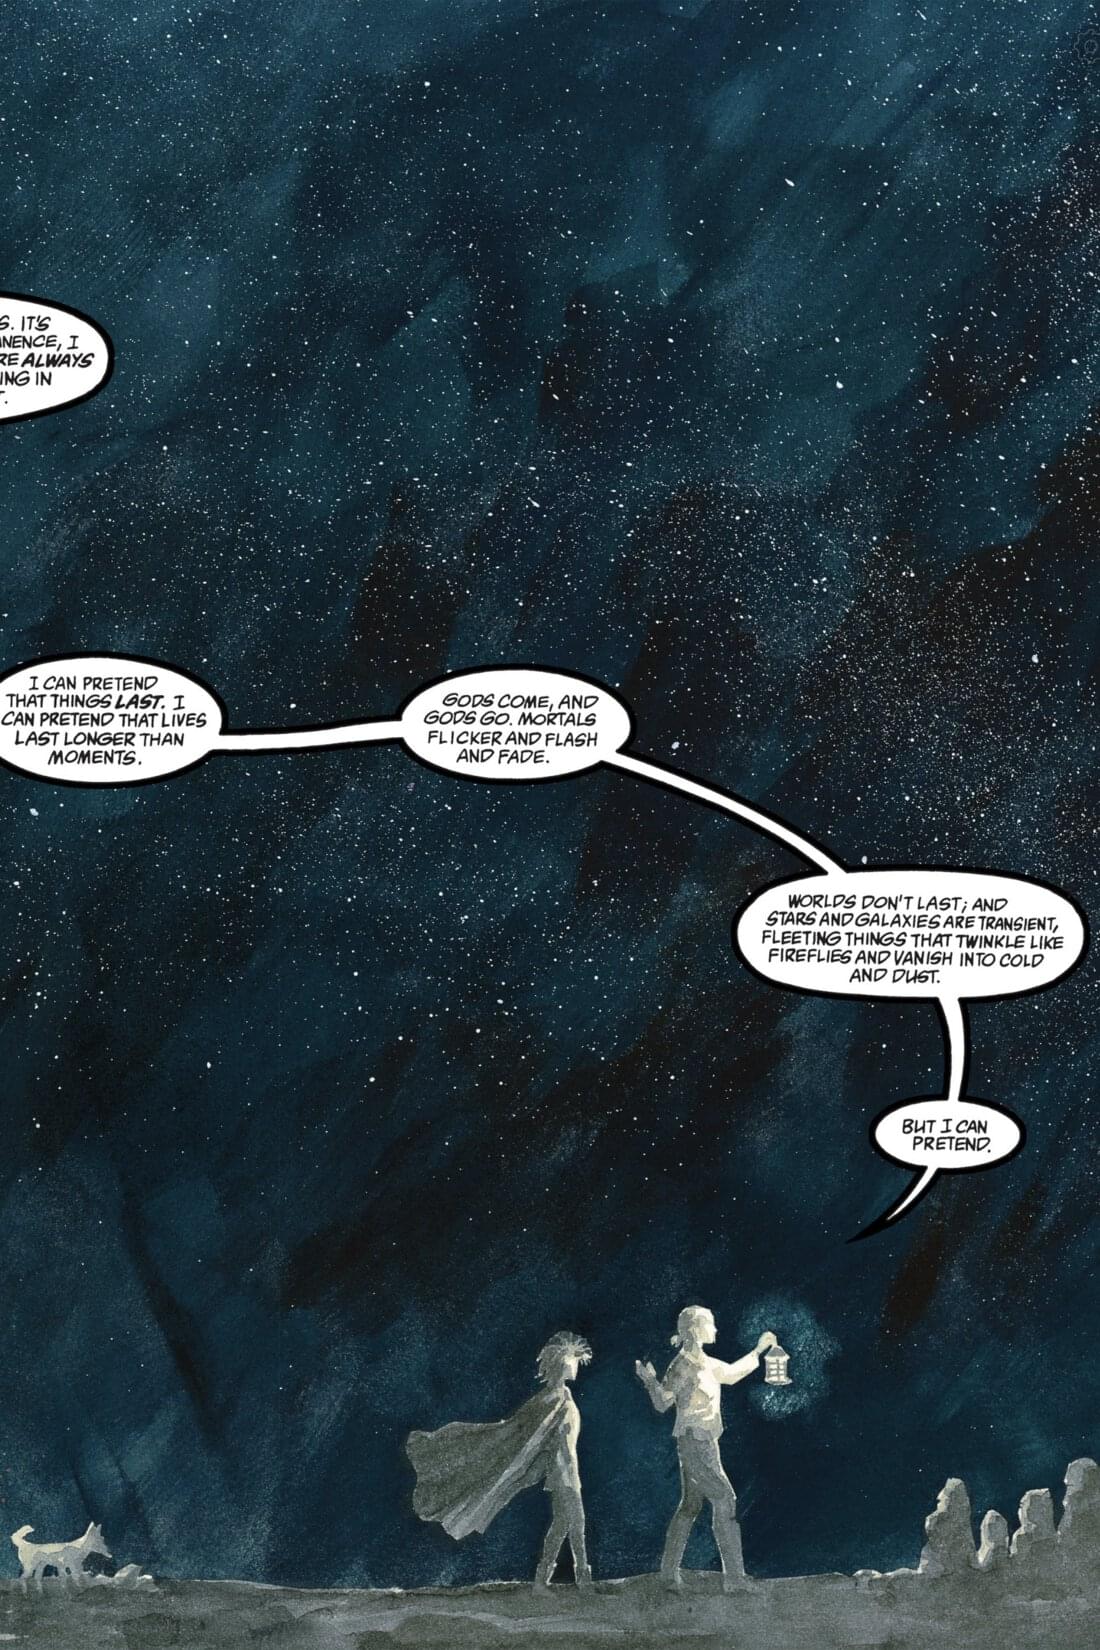 S. IT'S
NENCE, I
RE ALWAYS
ING IN
T.
I CAN PRETEND
THAT THINGS LAST. I
CAN PRETEND THAT LIVES
LAST LONGER THAN
MOMENTS.
GODS COME, AND
GODS GO. MORTALS
FLICKER AND FLASH
AND FADE.
WORLDS DON'T LAST; AND
STARS AND GALAXIES ARE TRANSIENT,
FLEETING THINGS THAT TWINKLE LIKE
FIREFLIES AND VANISH INTO COLD
AND DUST.
BUT I CAN
PRETEND.